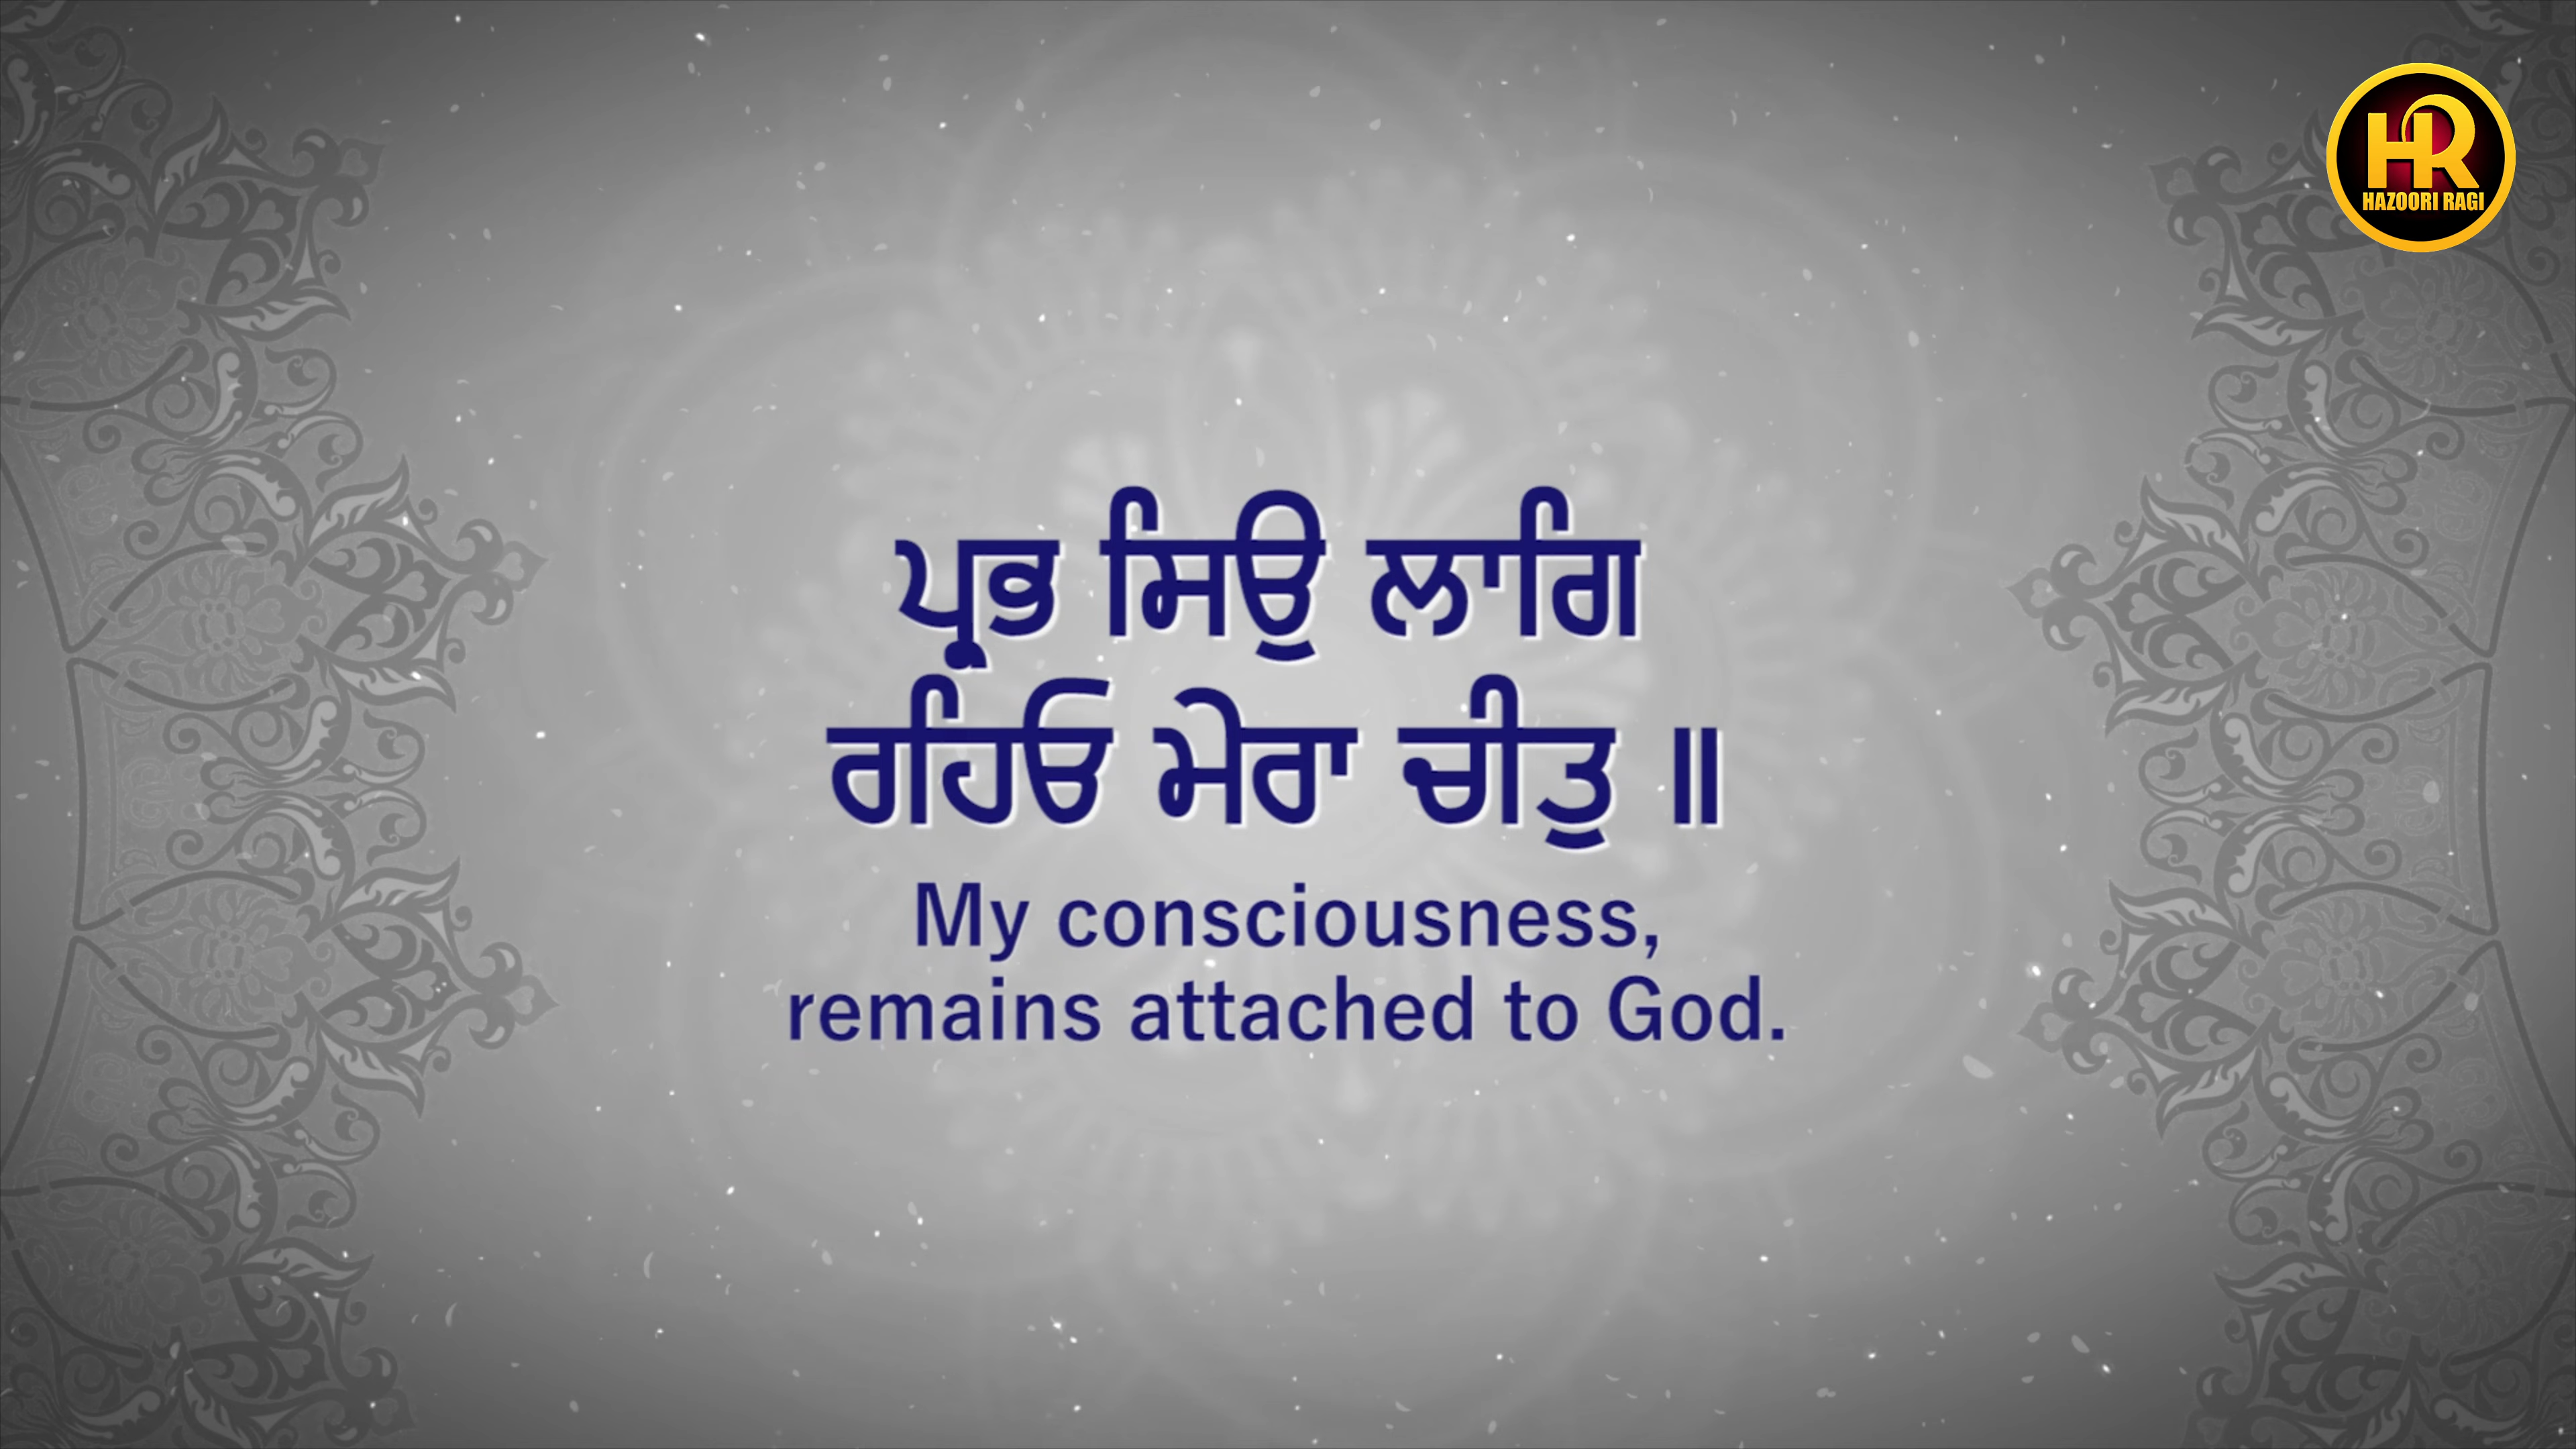 HR
HAZOORI RAGI
ਪ੍ਰਭ ਸਿਉ ਲਾਗਿ
ਰਹਿਓ ਮੇਰਾ ਚੀਤੁ ॥
My consciousness,
remains attached to God.